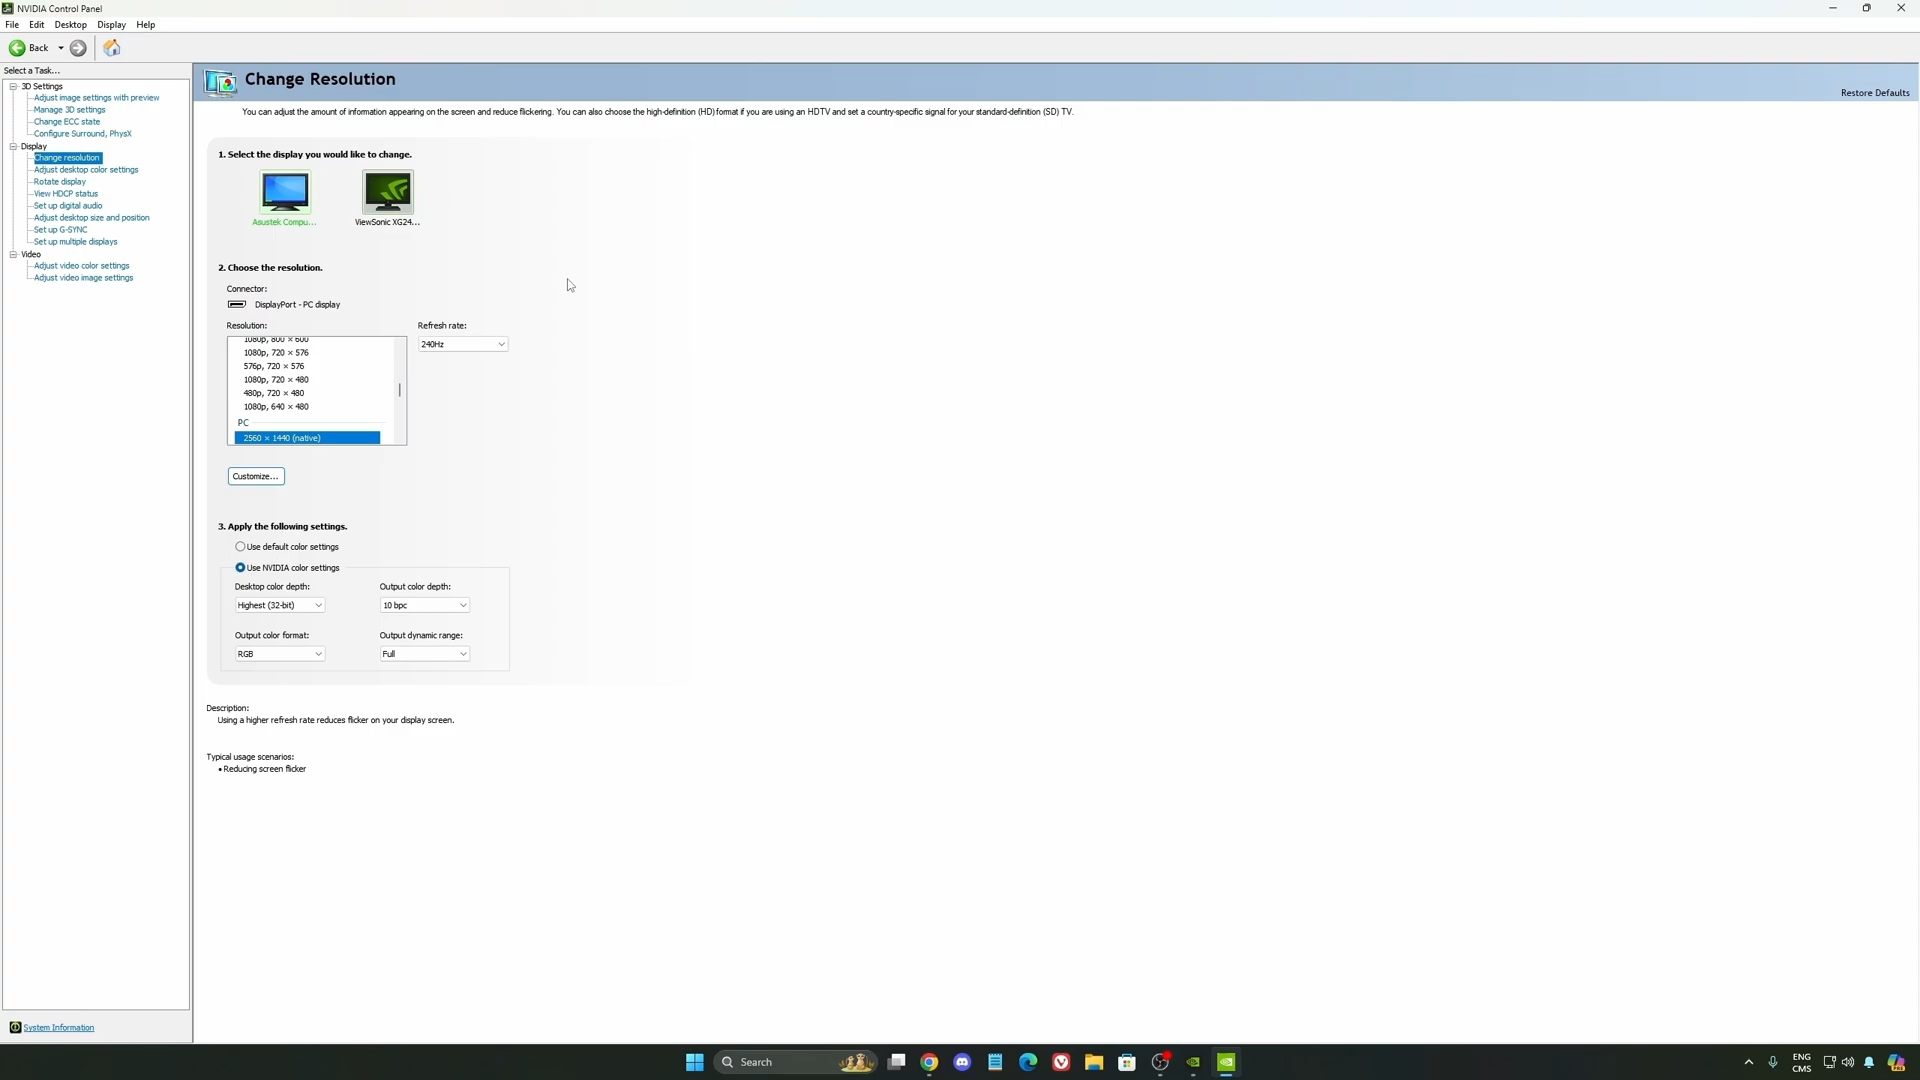 NVIDIA Control Panel
File Edit Desktop Display Help
Back
Select a Task...
3D Settings
Adjust image settings with preview
Manage 3D settings
Change ECC state
Configure Surround, PhysX
Display
Change resolution
Adjust desktop color settings
Rotate display
View HDCP status
Set up digital audio
Adjust desktop size and position
Set up G-SYNC
Set up multiple displays
Video
Adjust video color settings
Adjust video image settings
System Information
Change Resolution
Restore Defaults
You can adjust the amount of information appearing on the screen and reduce flickering. You can also choose the high-definition (HD) format if you are using an HDTV and set a country-specific signal for your standard-definition (SD) TV.
1. Select the display you would like to change.
Asustek Compu... ViewSonic XG24...
2. Choose the resolution.
Connector:
DisplayPort - PC display
Resolution: Refresh rate:
240Hz
1080p, 800 × 600
1080p, 720 × 576
576p, 720 × 576
1080p, 720 × 480
480p, 720 × 480
1080p, 640 × 480
PC
2560 × 1440 (native)
Customize...
3. Apply the following settings.
Use default color settings
Use NVIDIA color settings
Desktop color depth: Output color depth:
Highest (32-bit) 10 bpc
Output color format: Output dynamic range:
RGB Full
Description:
Using a higher refresh rate reduces flicker on your display screen.
Typical usage scenarios:
• Reducing screen flicker
Search
ENG
CMS